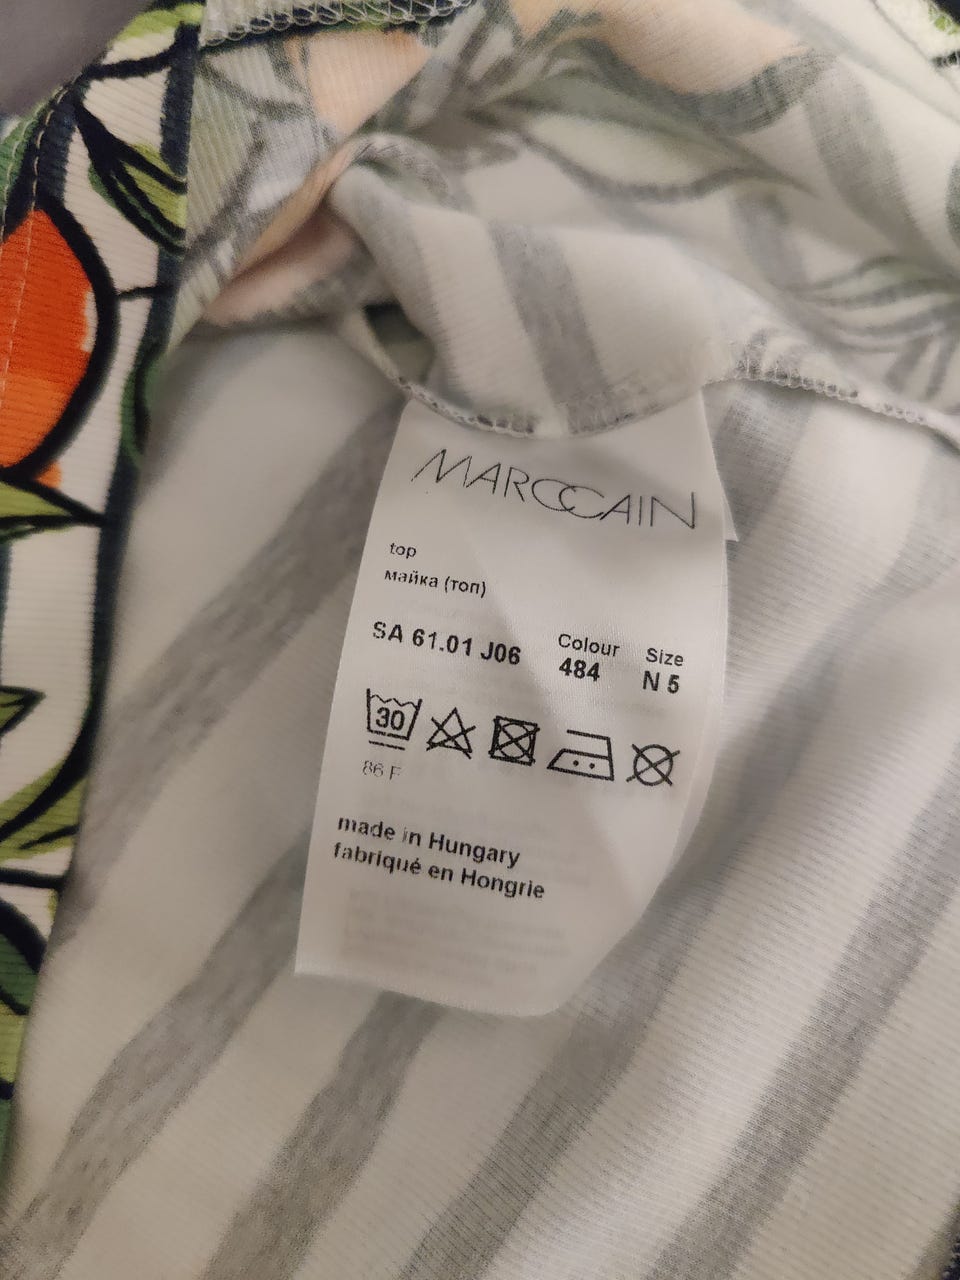 MARCCAIN
top
майка (топ)
SA 61.01 J06 Colour 484 Size N 5
30
86 F
made in Hungary
fabriqué en Hongrie